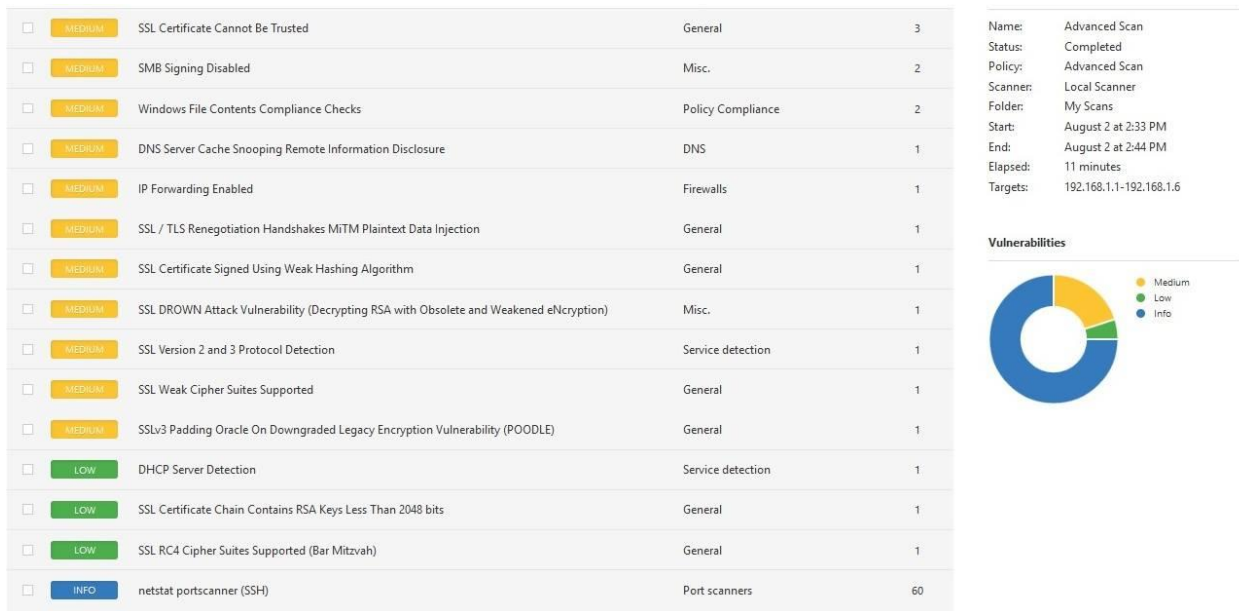 MEDIUM SSL Certificate Cannot Be Trusted General 3
MEDIUM SMB Signing Disabled Misc. 2
MEDIUM Windows File Contents Compliance Checks Policy Compliance 2
MEDIUM DNS Server Cache Snooping Remote Information Disclosure DNS 1
MEDIUM IP Forwarding Enabled Firewalls 1
MEDIUM SSL / TLS Renegotiation Handshakes MiTM Plaintext Data Injection General 1
MEDIUM SSL Certificate Signed Using Weak Hashing Algorithm General 1
MEDIUM SSL DROWN Attack Vulnerability (Decrypting RSA with Obsolete and Weakened eNcryption) Misc. 1
MEDIUM SSL Version 2 and 3 Protocol Detection Service detection 1
MEDIUM SSL Weak Cipher Suites Supported General 1
MEDIUM SSLv3 Padding Oracle On Downgraded Legacy Encryption Vulnerability (POODLE) General 1
LOW DHCP Server Detection Service detection 1
LOW SSL Certificate Chain Contains RSA Keys Less Than 2048 bits General 1
LOW SSL RC4 Cipher Suites Supported (Bar Mitzvah) General 1
INFO netstat portscanner (SSH) Port scanners 60
Name: Advanced Scan
Status: Completed
Policy: Advanced Scan
Scanner: Local Scanner
Folder: My Scans
Start: August 2 at 2:33 PM
End: August 2 at 2:44 PM
Elapsed: 11 minutes
Targets: 192.168.1.1-192.168.1.6
Vulnerabilities
Medium
Low
Info